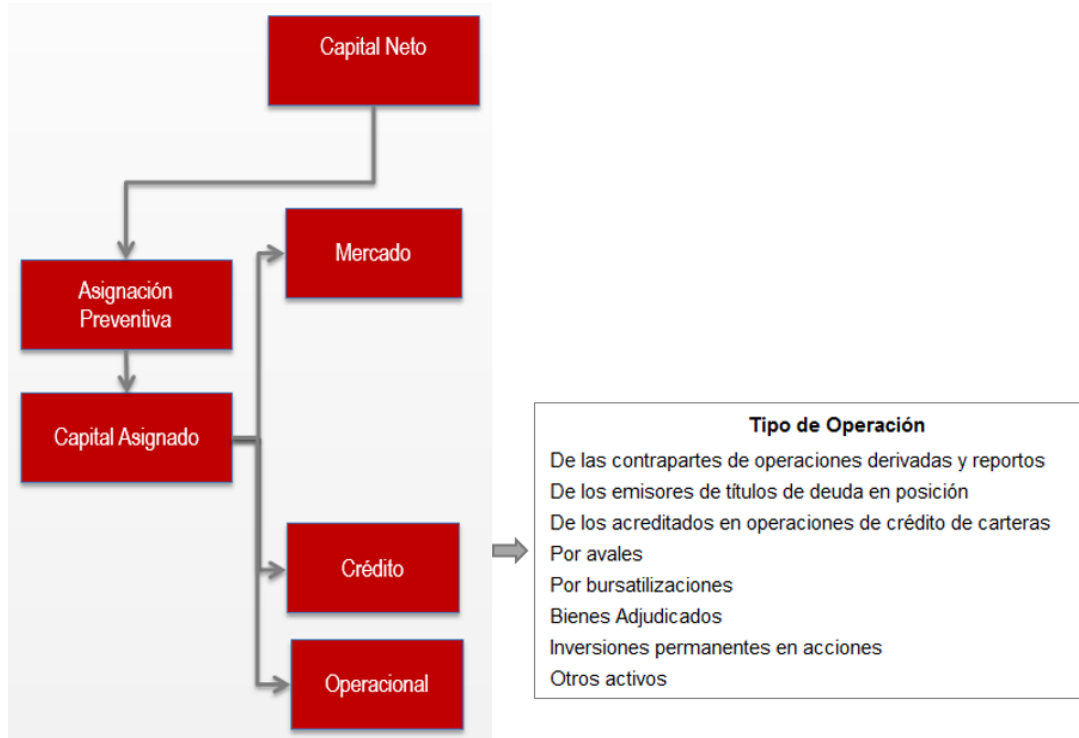 Capital Neto
Mercado
Asignación
Preventiva
Capital Asignado
Crédito
Operacional
Tipo de Operación
De las contrapartes de operaciones derivadas y reportos
De los emisores de títulos de deuda en posición
De los acreditados en operaciones de crédito de carteras
Por avales
Por bursatilizaciones
Bienes Adjudicados
Inversiones permanentes en acciones
Otros activos